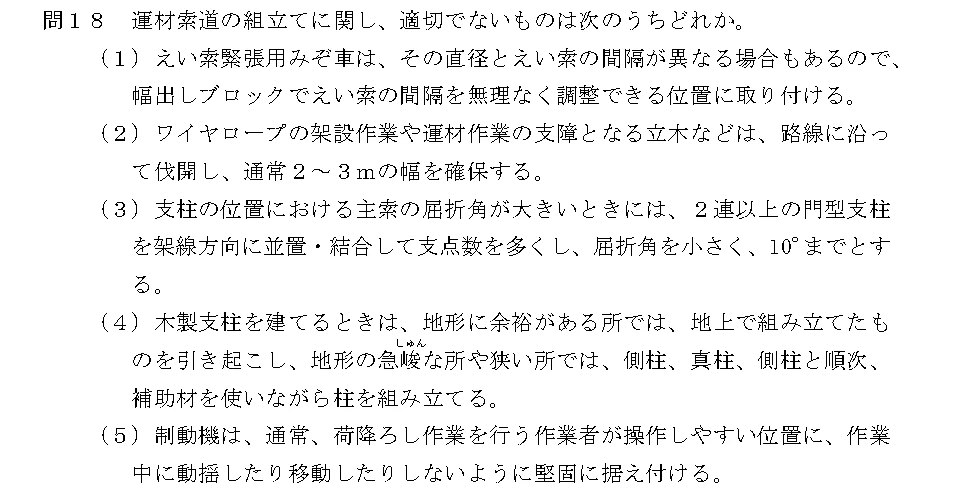 問１８　運材索道の組立てに関し、適切でないものは次のうちどれか。
（１）えい索緊張用みぞ車は、その直径とえい索の間隔が異なる場合もあるので、
幅出しブロックでえい索の間隔を無理なく調整できる位置に取り付ける。
（２）ワイヤロープの架設作業や運材作業の支障となる立木などは、路線に沿っ
て伐開し、通常２～３ｍの幅を確保する。
（３）支柱の位置における主索の屈折角が大きいときには、２連以上の門型支柱
を架線方向に並置・結合して支点数を多くし、屈折角を小さく、10°までとす
る。
（４）木製支柱を建てるときは、地形に余裕がある所では、地上で組み立てたも
しゅん
のを引き起こし、地形の急峻な所や狭い所では、側柱、真柱、側柱と順次、
補助材を使いながら柱を組み立てる。
（５）制動機は、通常、荷降ろし作業を行う作業者が操作しやすい位置に、作業
中に動揺したり移動したりしないように堅固に据え付ける。